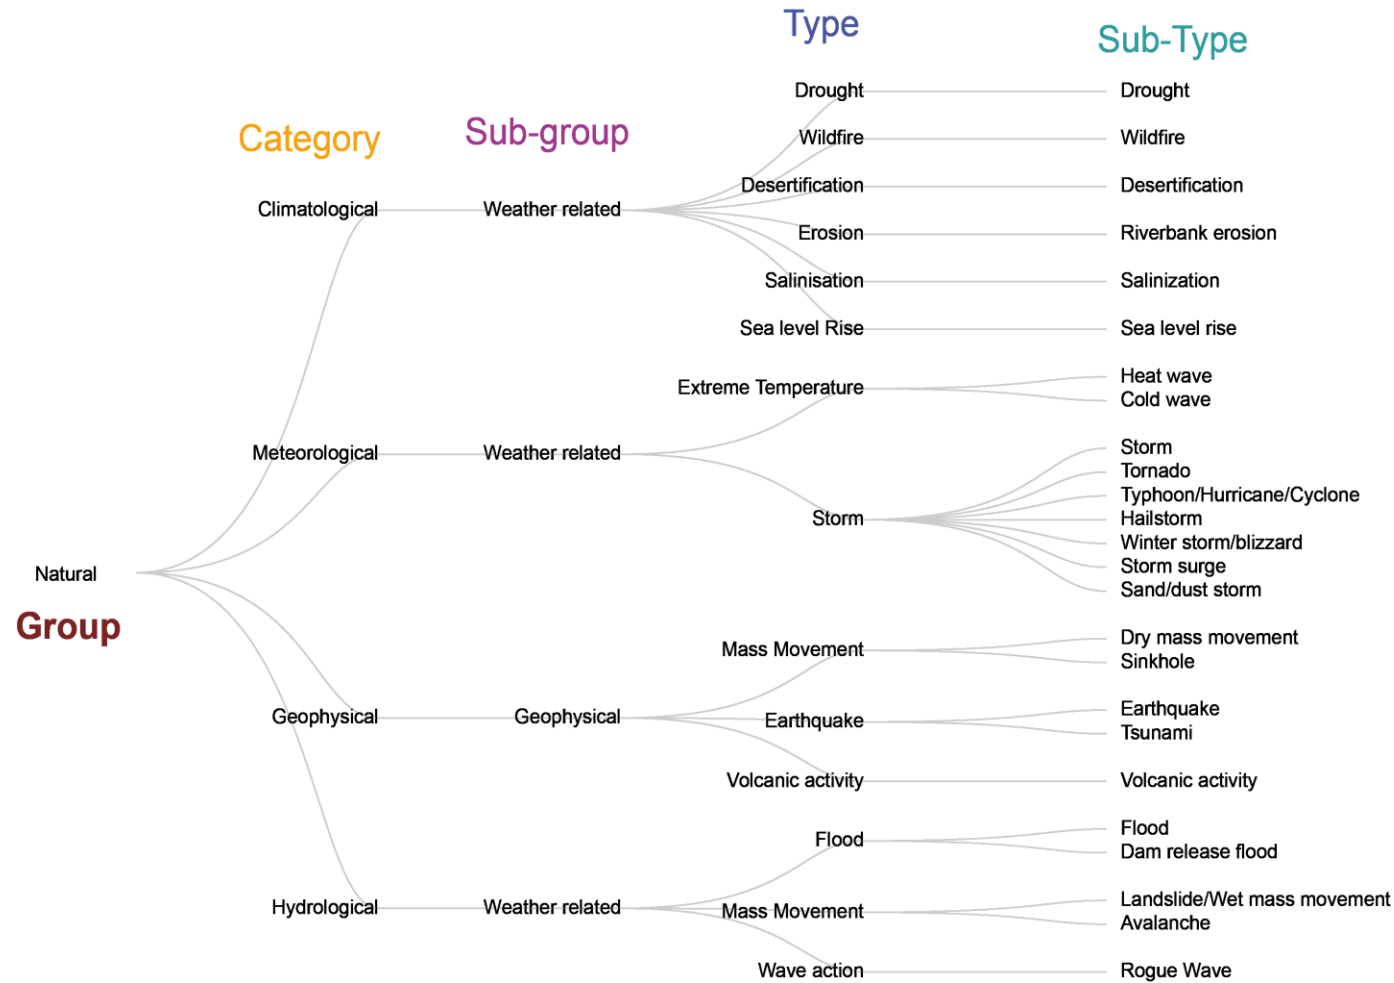 Type
Sub-Type
Category
Sub-group
Drought
Drought
Wildfire
Wildfire
Desertification
Desertification
Climatological
Weather related
Erosion
Riverbank erosion
Salinisation
Salinization
Sea level Rise
Sea level rise
Extreme Temperature
Heat wave
Cold wave
Meteorological
Weather related
Storm
Storm
Tornado
Typhoon/Hurricane/Cyclone
Hailstorm
Winter storm/blizzard
Storm surge
Sand/dust storm
Natural
Group
Mass Movement
Dry mass movement
Sinkhole
Geophysical
Geophysical
Earthquake
Earthquake
Tsunami
Volcanic activity
Volcanic activity
Flood
Flood
Dam release flood
Hydrological
Weather related
Mass Movement
Landslide/Wet mass movement
Avalanche
Wave action
Rogue Wave